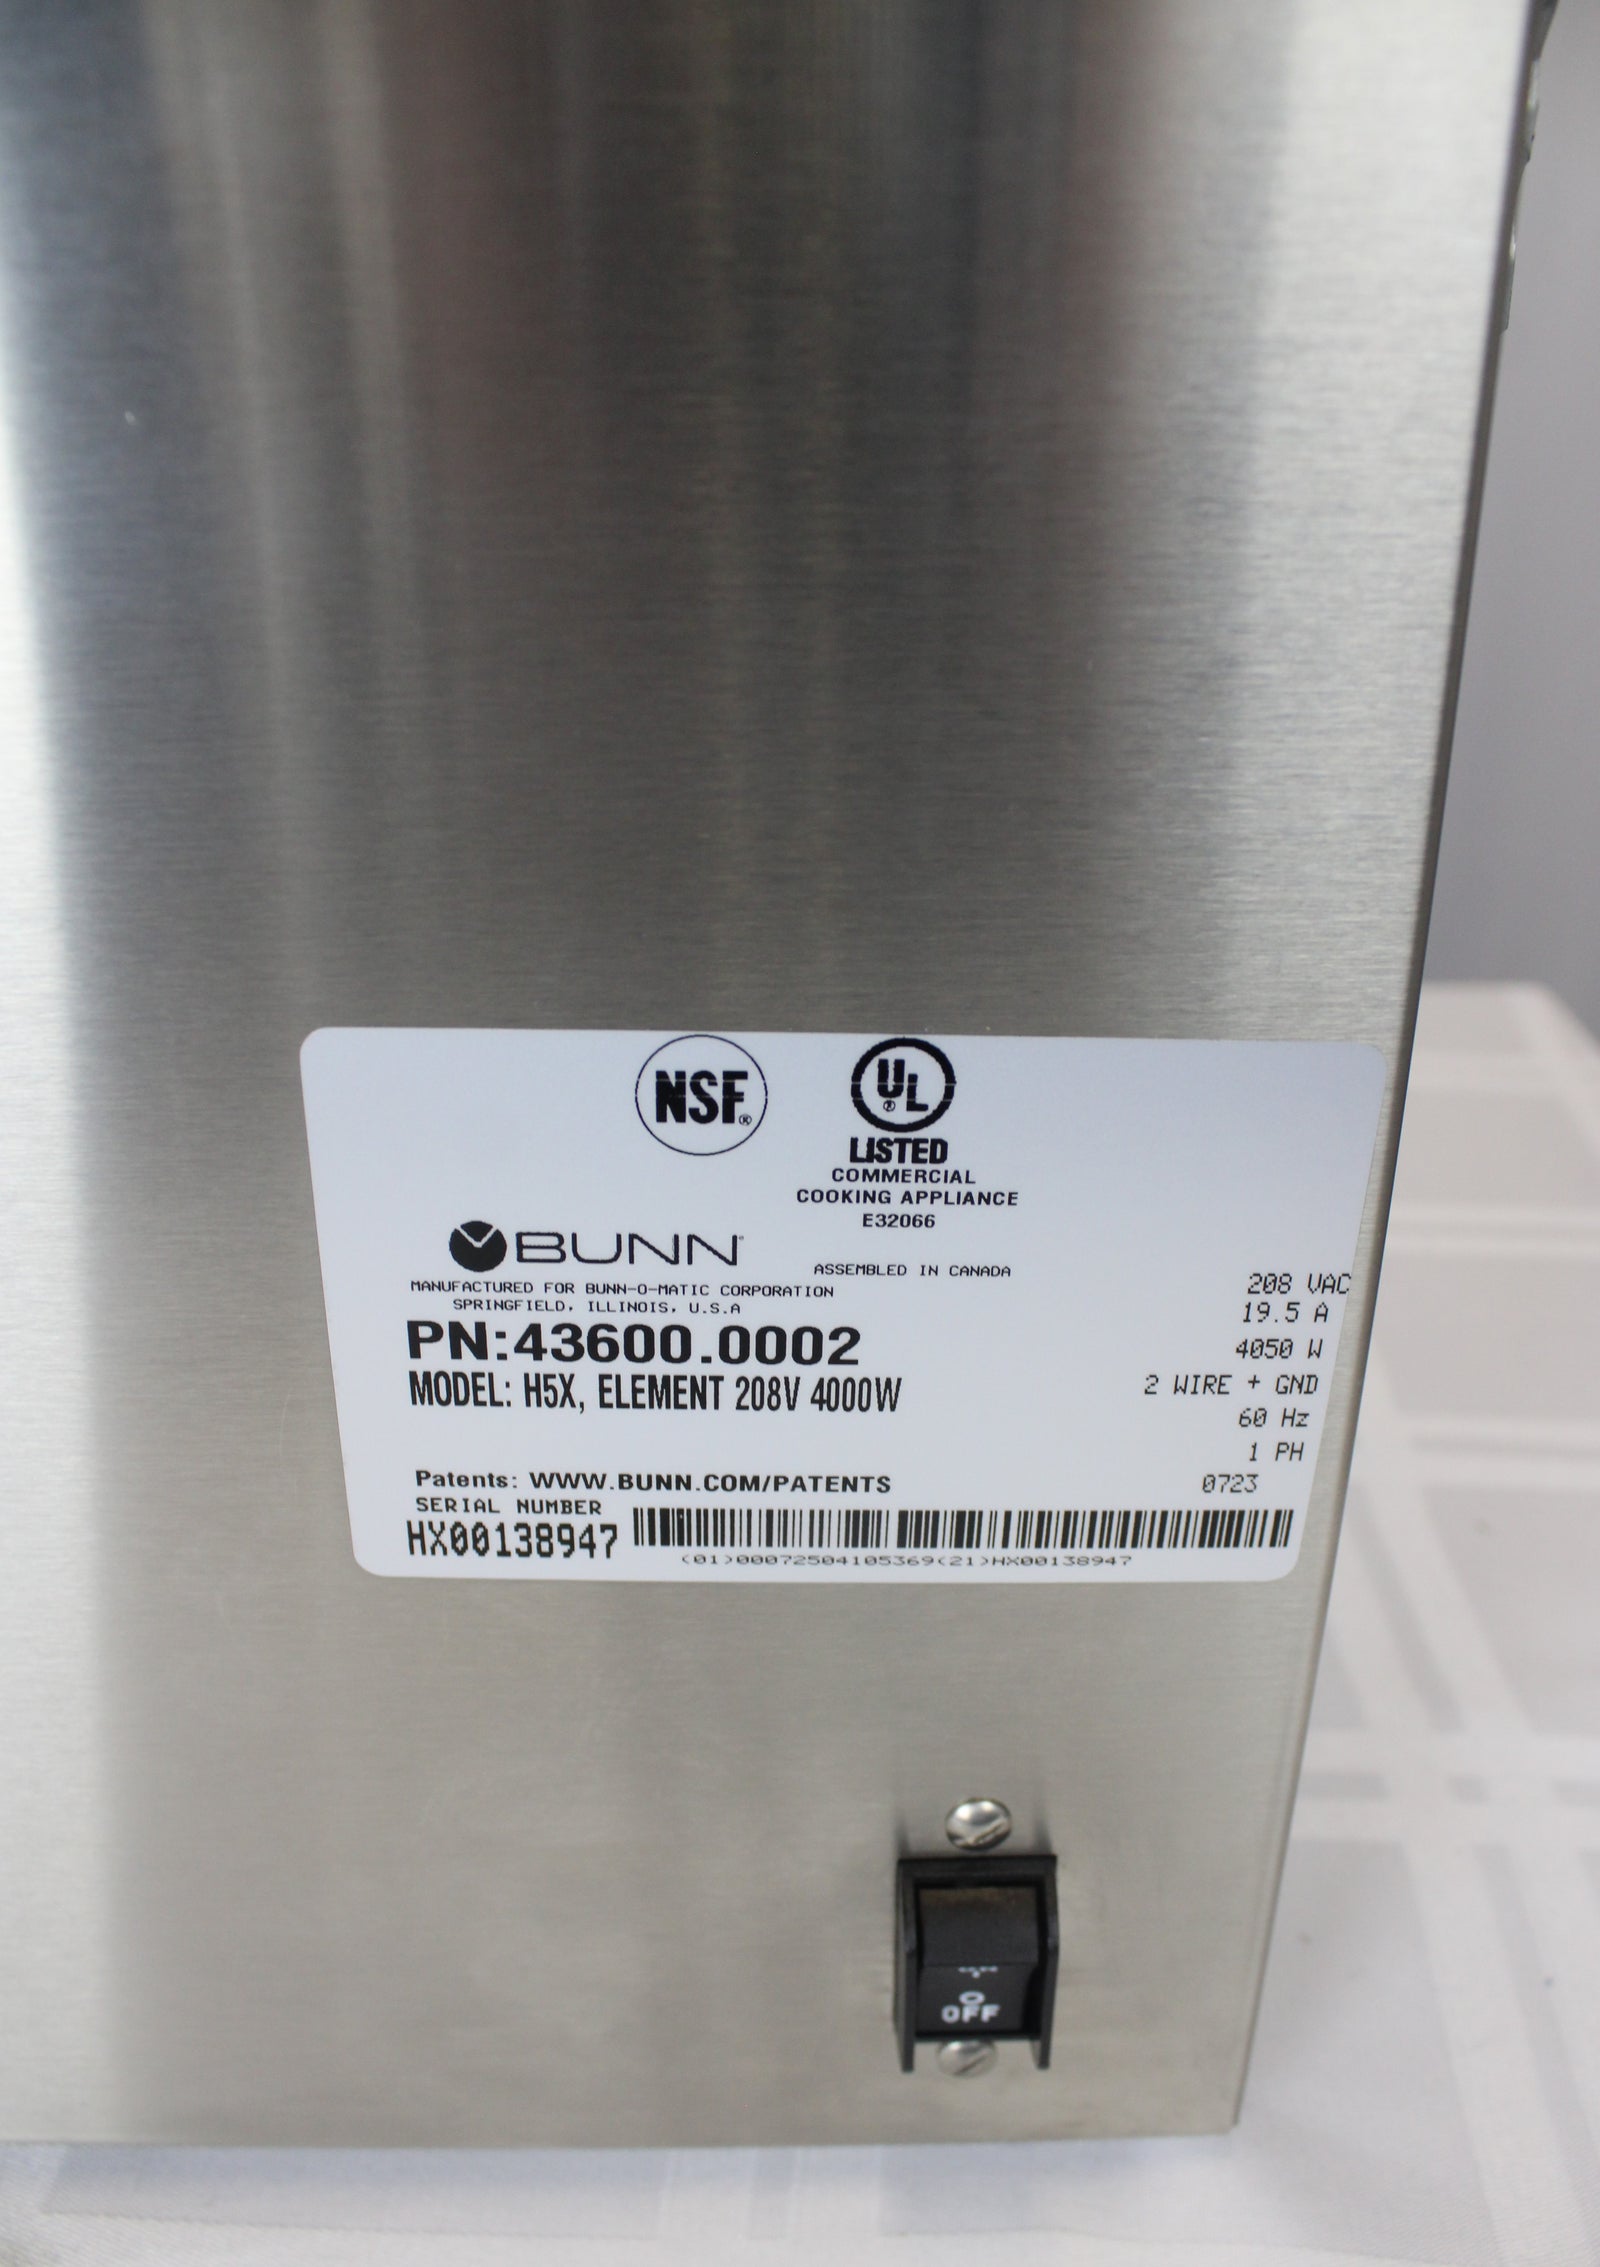 NSF®
UL®
LISTED
COMMERCIAL
COOKING APPLIANCE
E32066
BUNN
ASSEMBLED IN CANADA
MANUFACTURED FOR BUNN-O-MATIC CORPORATION
SPRINGFIELD, ILLINOIS, U.S.A
PN:43600.0002
MODEL: H5X, ELEMENT 208V 4000W
208 VAC
19.5 A
4050 W
2 WIRE + GND
60 Hz
1 PH
0723
Patents: WWW.BUNN.COM/PATENTS
SERIAL NUMBER
HX00138947
(01)00072504105369(21)HX00138947
OFF